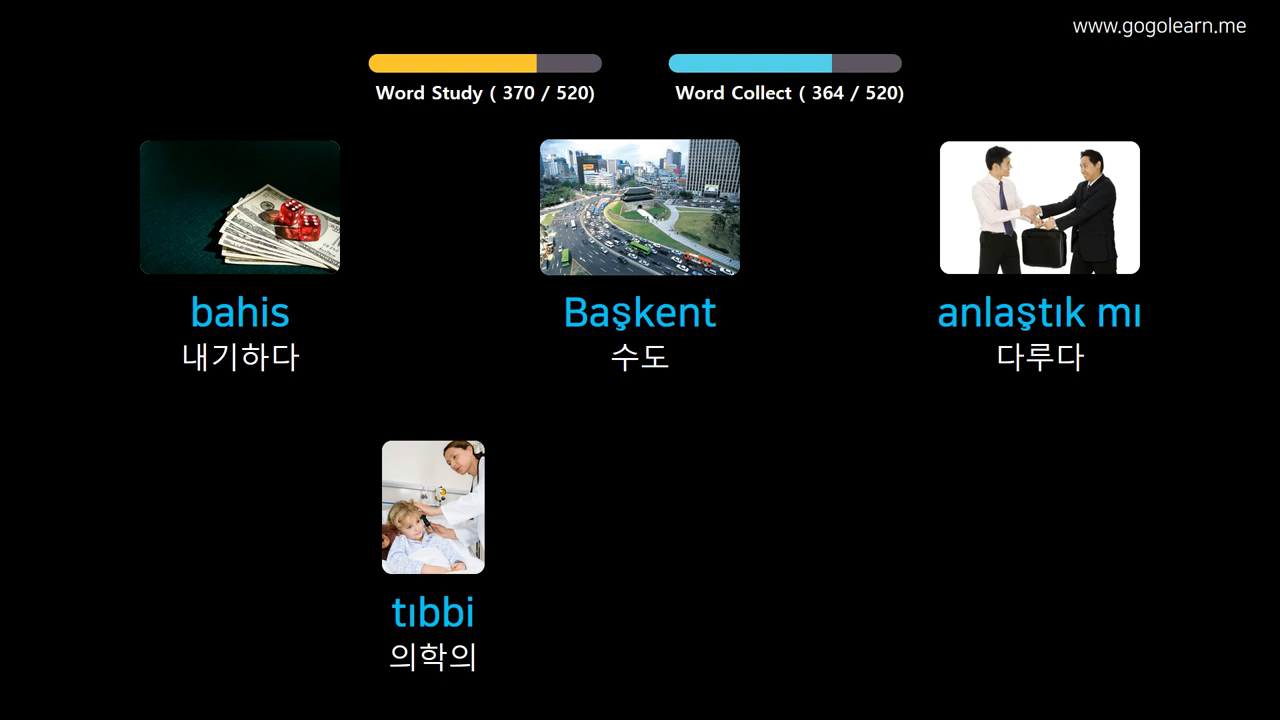 www.gogolearn.me
Word Study ( 370 / 520)
Word Collect ( 364 / 520)
bahis
내기하다
Başkent
수도
anlaştık mı
다루다
tıbbi
의학의